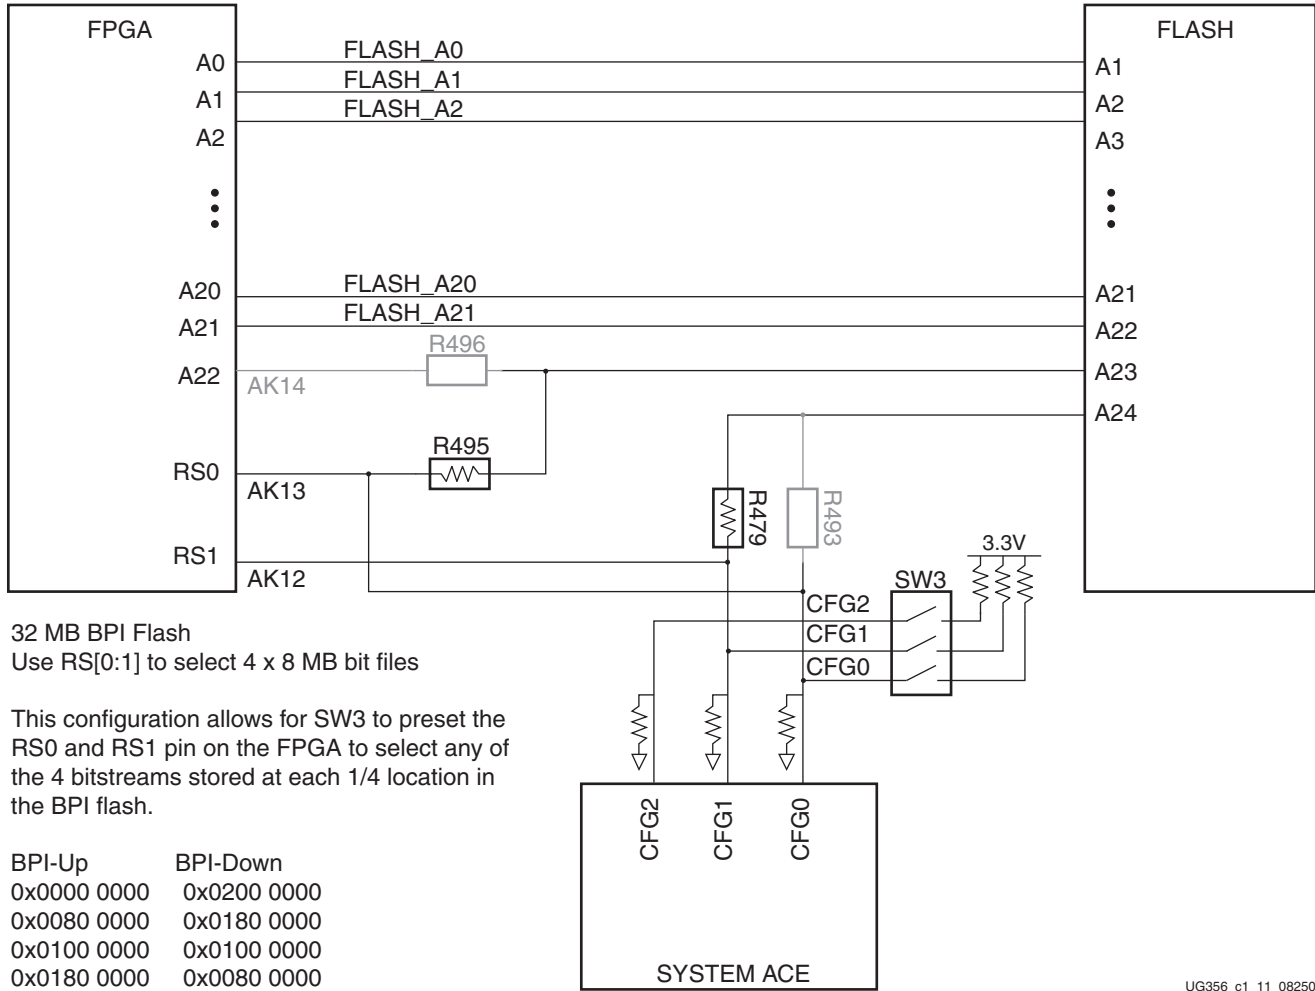 FPGA
FLASH
A0
FLASH_A0
A1
A1
FLASH_A1
A2
A2
FLASH_A2
A3
A20
FLASH_A20
A21
A21
FLASH_A21
A22
A22
AK14
R496
A23
A24
RS0
AK13
R495
R479
R493
RS1
AK12
3.3V
SW3
CFG2
CFG1
CFG0
32 MB BPI Flash
Use RS[0:1] to select 4 x 8 MB bit files
This configuration allows for SW3 to preset the
RS0 and RS1 pin on the FPGA to select any of
the 4 bitstreams stored at each 1/4 location in
the BPI flash.
BPI-Up BPI-Down
0x0000 0000 0x0200 0000
0x0080 0000 0x0180 0000
0x0100 0000 0x0100 0000
0x0180 0000 0x0080 0000
CFG2
CFG1
CFG0
SYSTEM ACE
UG356_c1_11_08250